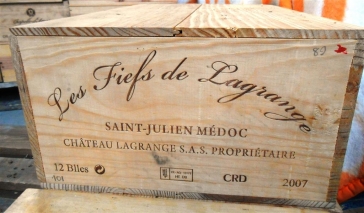 Les Fiefs de Lagrange
SAINT-JULIEN MÉDOC
CHÂTEAU LAGRANGE S.A.S. PROPRIÉTAIRE
12 Blles CRD 2007